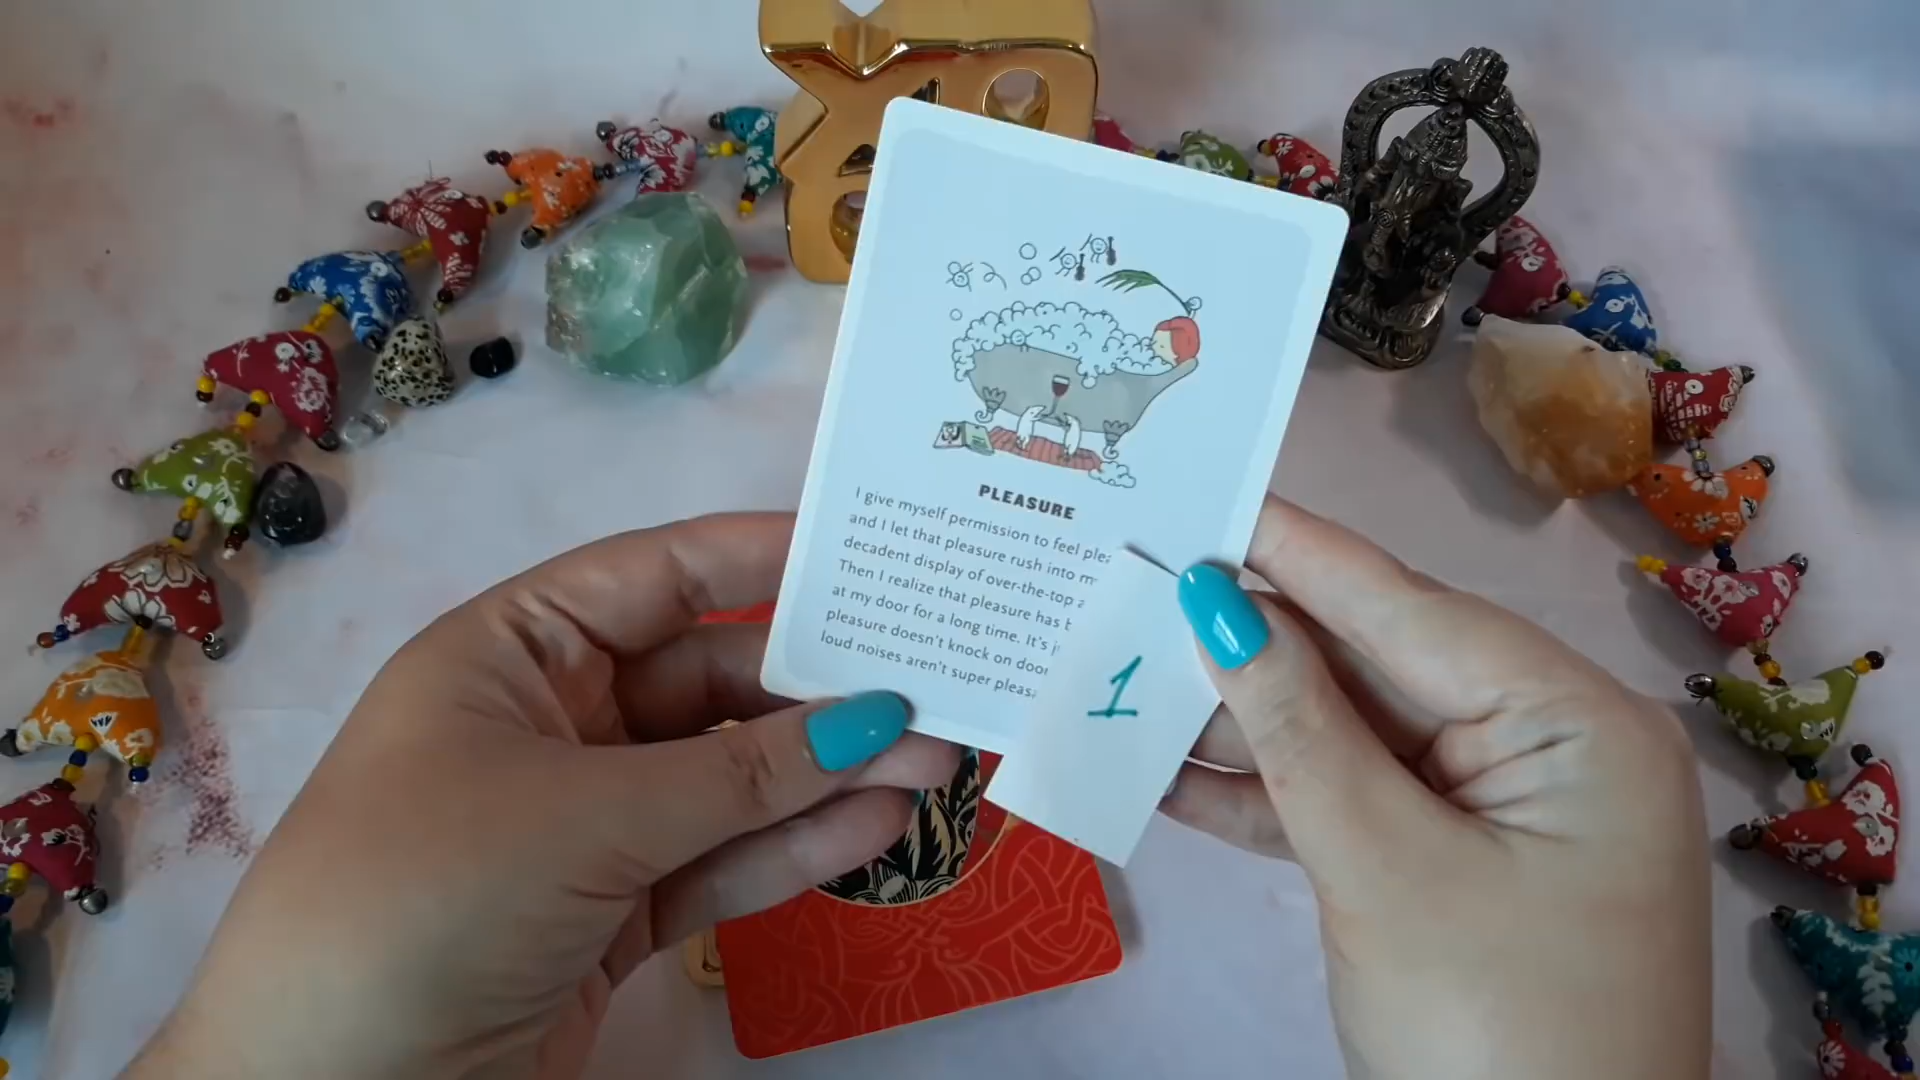 PLEASURE
I give myself permission to feel
and I let that pleasure rush into
decadent display of over-the-top
Then I realize that pleasure has
at my door for a long time. It's
pleasure doesn't knock on
loud noises aren't super
1